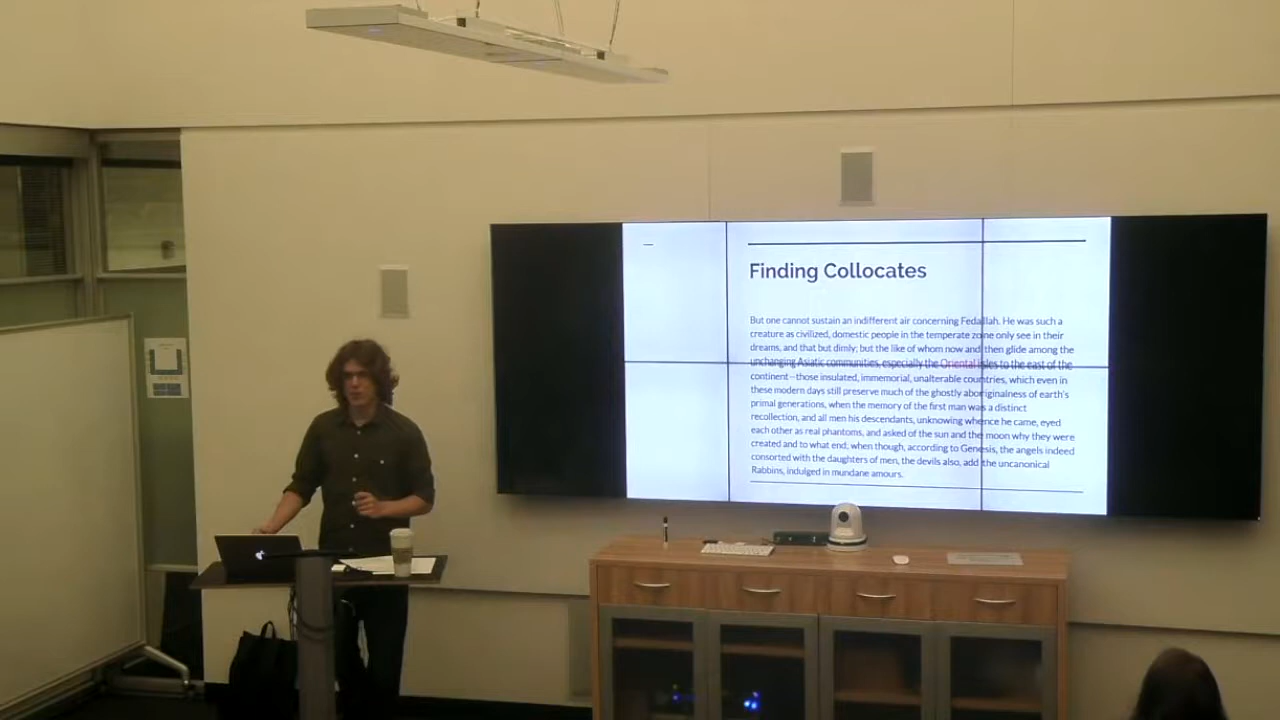 Finding Collocates
But one cannot sustain an indifferent air concerning Fedallah. He was such a
creature as civilized, domestic people in the temperate zone only see in their
dreams, and that but dimly; but the like of whom now and then glide among the
unchanging Asiatic communities, especially the Oriental isles to the east of the
continent—those insulated, immemorial, unalterable countries, which even in
these modern days still preserve much of the ghostly aboriginalness of earth's
primal generations, when the memory of the first man was a distinct
recollection, and all men his descendants, unknowing whence he came, eyed
each other as real phantoms, and asked of the sun and the moon why they were
created and to what end; when though, according to Genesis, the angels indeed
consorted with the daughters of men, the devils also, add the uncanonical
Rabbins, indulged in mundane amours.